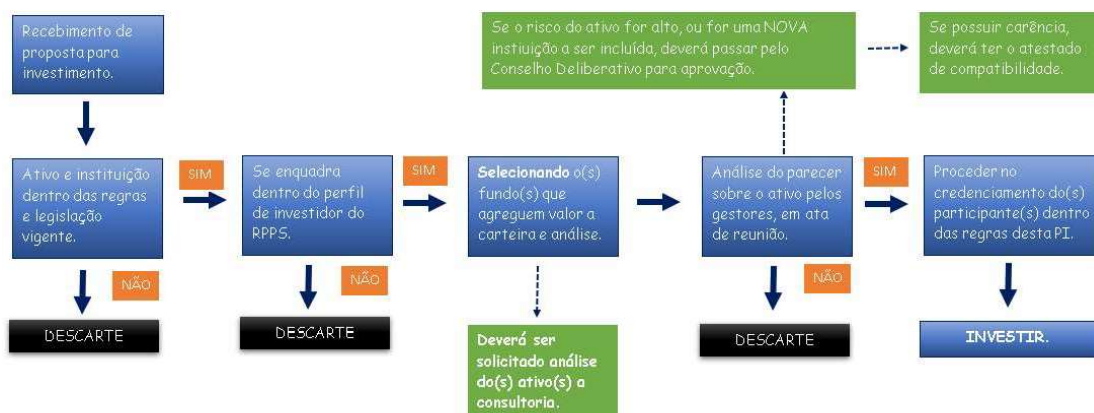 Recebimento de
proposta para
investimento.
Se o risco do ativo for alto, ou for uma NOVA
instiuição a ser incluída, deverá passar pelo
Conselho Deliberativo para aprovação.
Se possuir carência,
deverá ter o atestado
de compatibilidade.
Ativo e instituição
dentro das regras
e legislação
vigente.
SIM
Se enquadra
dentro do perfil
de investidor do
RPPS.
SIM
Selecionando o(s)
fundo(s) que
agreguem valor a
carteira e análise.
Análise do parecer
sobre o ativo pelos
gestores, em ata
de reunião.
SIM
Proceder no
credenciamento do(s)
participante(s) dentro
das regras desta PI.
NÃO
NÃO
NÃO
DESCARTE
DESCARTE
Deverá ser
solicitado análise
do(s) ativo(s) a
consultoria.
DESCARTE
INVESTIR.